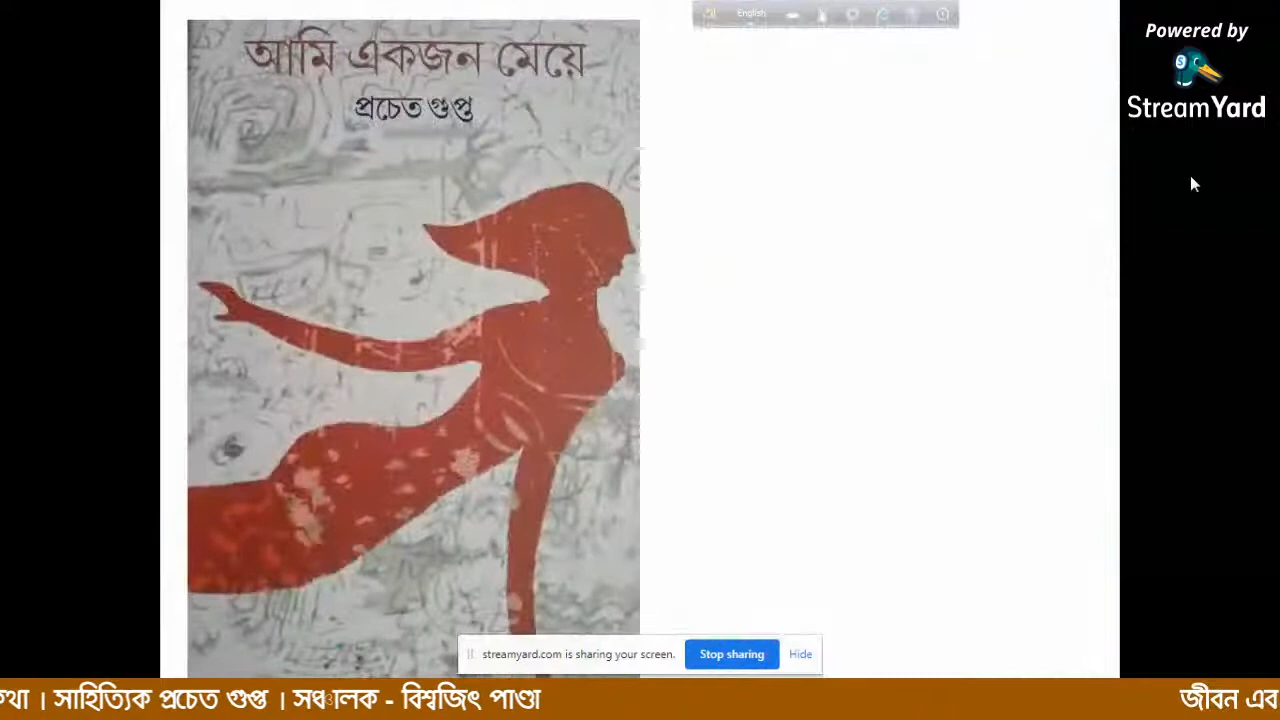 আমি একজন মেয়ে
প্রচেত গুপ্ত
English
Powered by
StreamYard
streamyard.com is sharing your screen.
Stop sharing
Hide
। সাহিত্যিক প্রচেত গুপ্ত । সঞ্চালক - বিশ্বজিৎ পাণ্ডা
জীবন এব